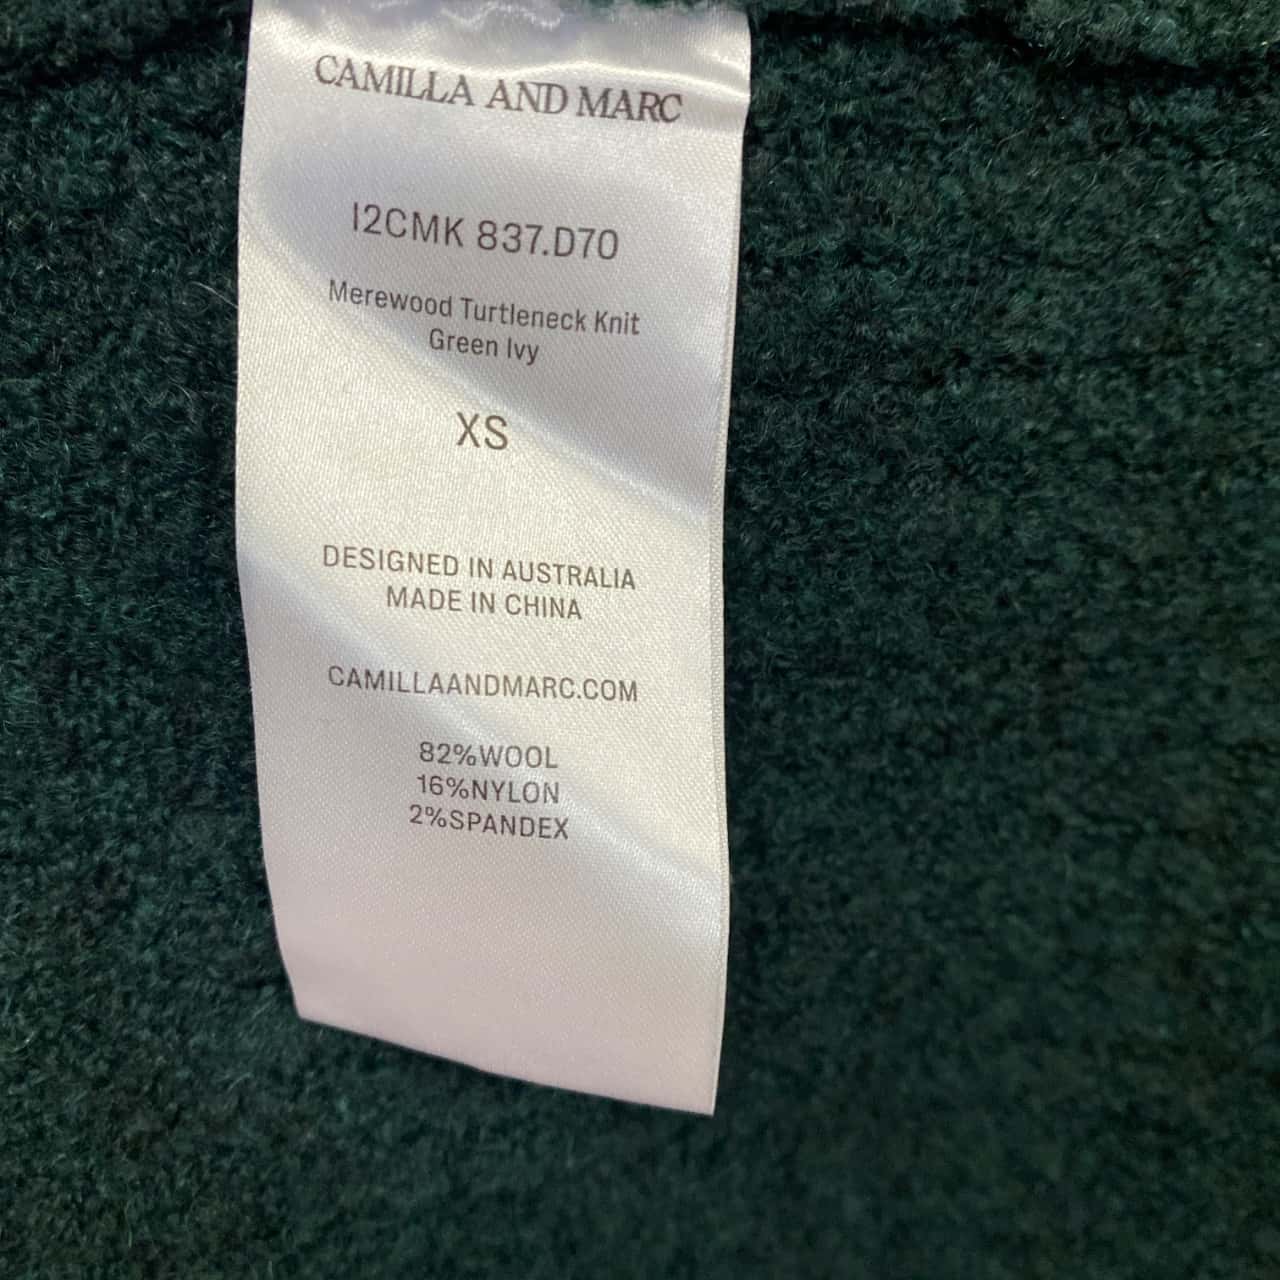 CAMILLA AND MARC
I2CMK 837.D70
Merewood Turtleneck Knit
Green Ivy
XS
DESIGNED IN AUSTRALIA
MADE IN CHINA
CAMILLAANDMARC.COM
82%WOOL
16%NYLON
2%SPANDEX